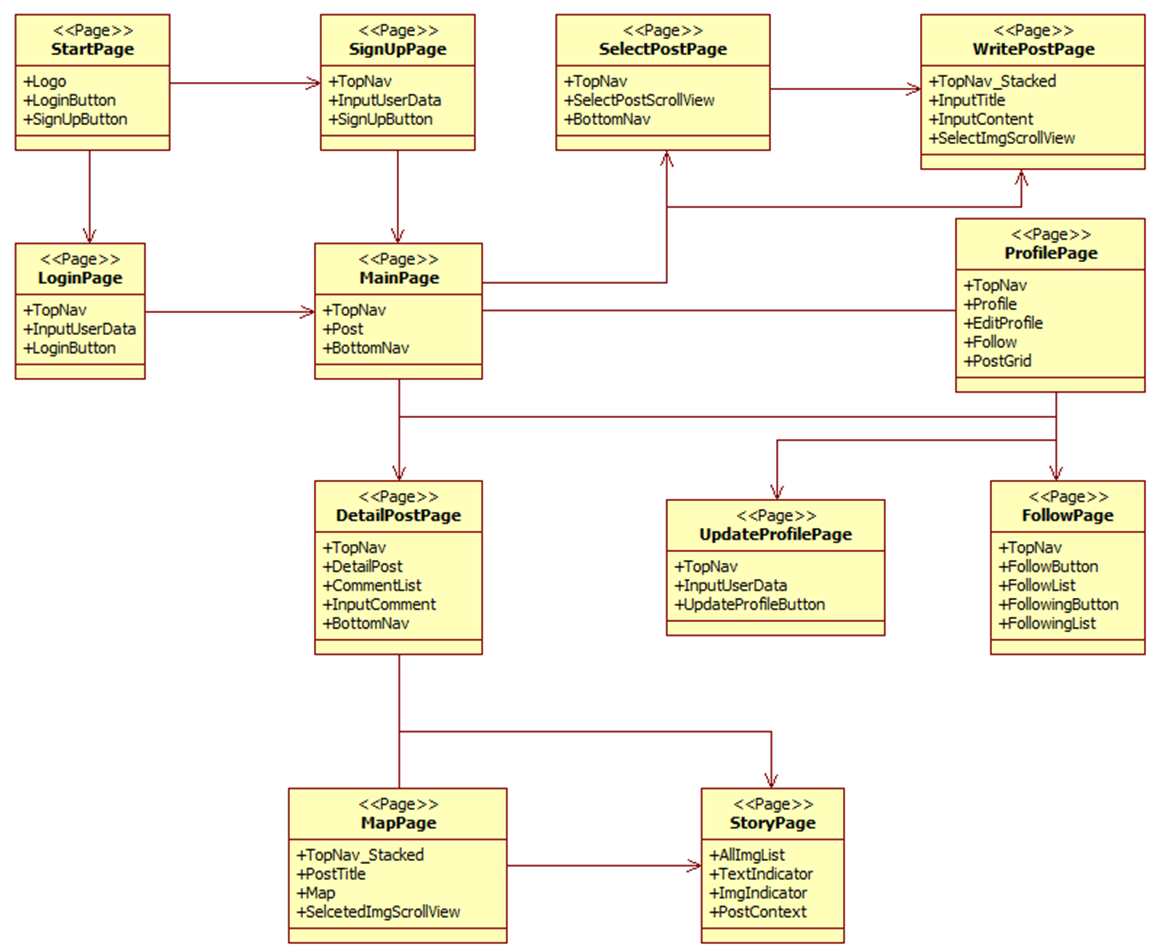 <<Page>>
StartPage
+Logo
+LoginButton
+SignUpButton
<<Page>>
SignUpPage
+TopNav
+InputUserData
+SignUpButton
<<Page>>
SelectPostPage
+TopNav
+SelectPostScrollView
+BottomNav
<<Page>>
WritePostPage
+TopNav_Stacked
+InputTitle
+InputContent
+SelectImgScrollView
<<Page>>
LoginPage
+TopNav
+InputUserData
+LoginButton
<<Page>>
MainPage
+TopNav
+Post
+BottomNav
<<Page>>
ProfilePage
+TopNav
+Profile
+EditProfile
+Follow
+PostGrid
<<Page>>
DetailPostPage
+TopNav
+DetailPost
+CommentList
+InputComment
+BottomNav
<<Page>>
UpdateProfilePage
+TopNav
+InputUserData
+UpdateProfileButton
<<Page>>
FollowPage
+TopNav
+FollowButton
+FollowList
+FollowingButton
+FollowingList
<<Page>>
MapPage
+TopNav_Stacked
+PostTitle
+Map
+SelcetedImgScrollView
<<Page>>
StoryPage
+AllImgList
+TextIndicator
+ImgIndicator
+PostContext